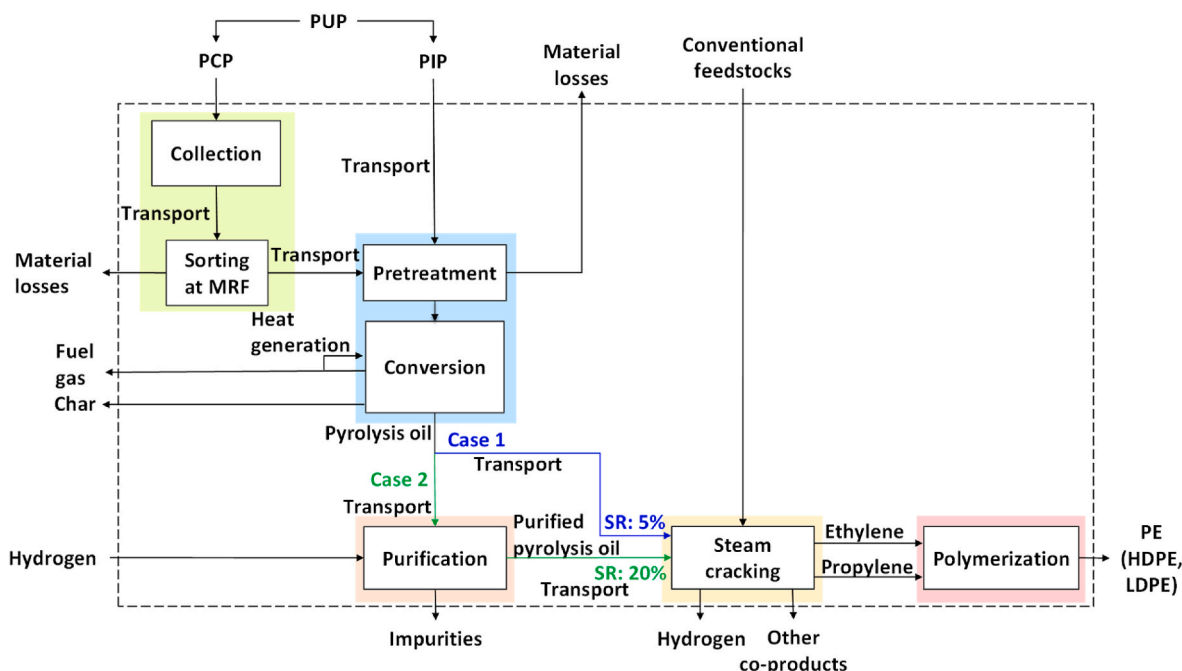 PUP
PCP
PIP
Material
losses
Conventional
feedstocks
Collection
Transport
Transport
Material
losses
Sorting
at MRF
Transport
Pretreatment
Heat
generation
Fuel
gas
Conversion
Char
Pyrolysis oil
Case 1
Transport
Case 2
Transport
Hydrogen
Purification
Purified
pyrolysis oil
SR: 5%
SR: 20%
Transport
Steam
cracking
Ethylene
Propylene
Polymerization
PE
(HDPE,
LDPE)
Impurities
Hydrogen
Other
co-products